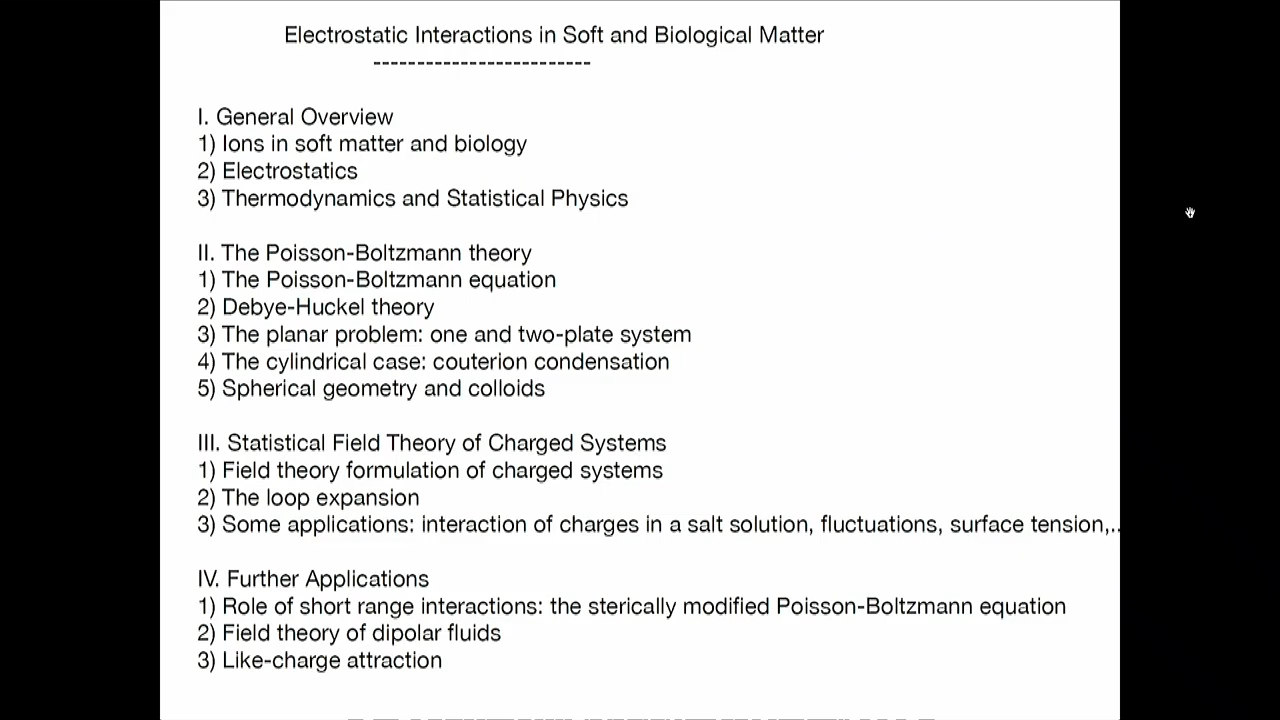 Electrostatic Interactions in Soft and Biological Matter
-------------------------
I. General Overview
1) Ions in soft matter and biology
2) Electrostatics
3) Thermodynamics and Statistical Physics
II. The Poisson-Boltzmann theory
1) The Poisson-Boltzmann equation
2) Debye-Huckel theory
3) The planar problem: one and two-plate system
4) The cylindrical case: couterion condensation
5) Spherical geometry and colloids
III. Statistical Field Theory of Charged Systems
1) Field theory formulation of charged systems
2) The loop expansion
3) Some applications: interaction of charges in a salt solution, fluctuations, surface tension,..
IV. Further Applications
1) Role of short range interactions: the sterically modified Poisson-Boltzmann equation
2) Field theory of dipolar fluids
3) Like-charge attraction